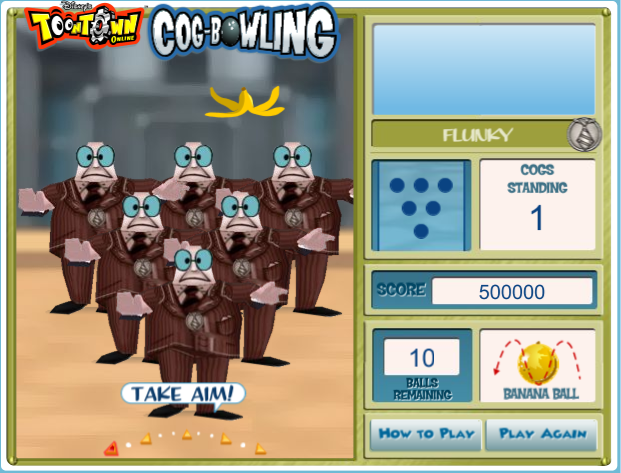 Disney's
TOONTOWN
ONLINE
COG-BOWLING
FLUNKY
COGS
STANDING
1
SCORE 500000
10
BALLS
REMAINING
BANANA BALL
TAKE AIM!
HOW TO PLAY
PLAY AGAIN